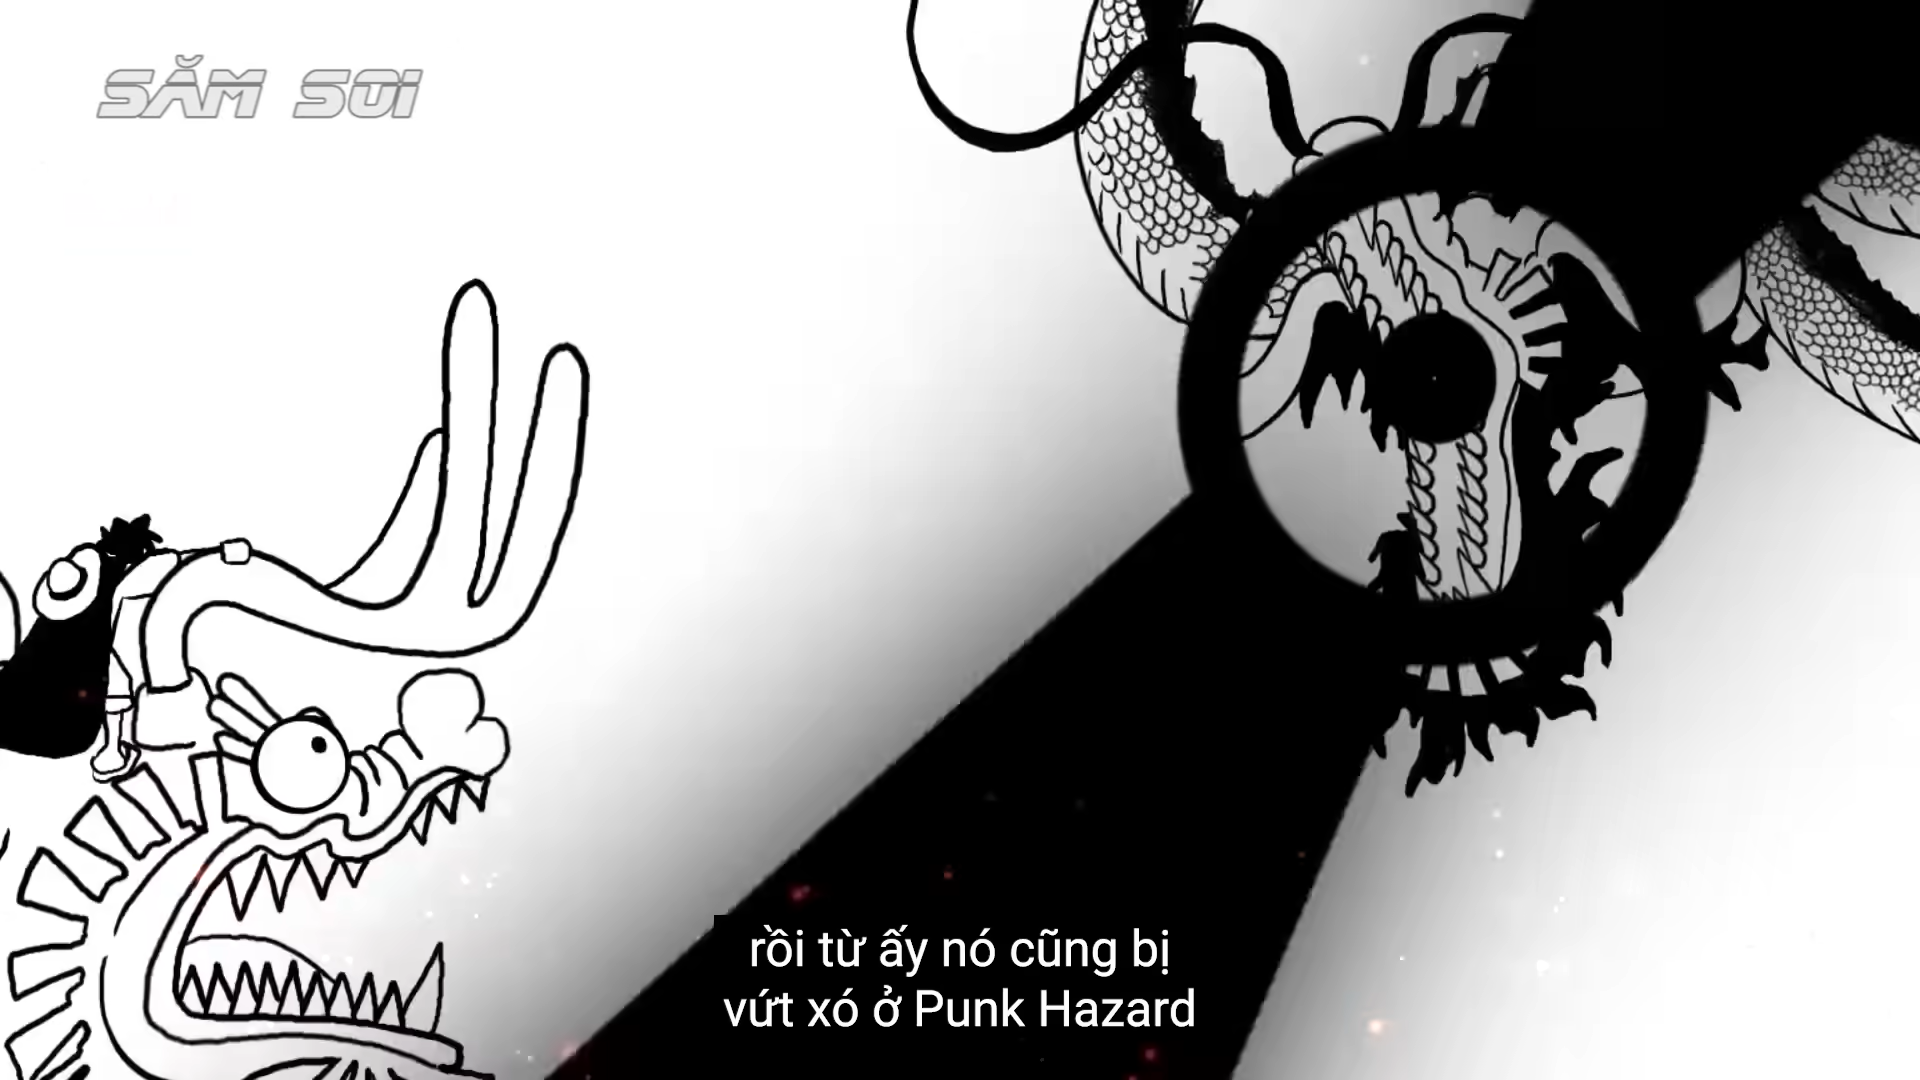 SĂM SOI
rồi từ ấy nó cũng bị
vứt xó ở Punk Hazard